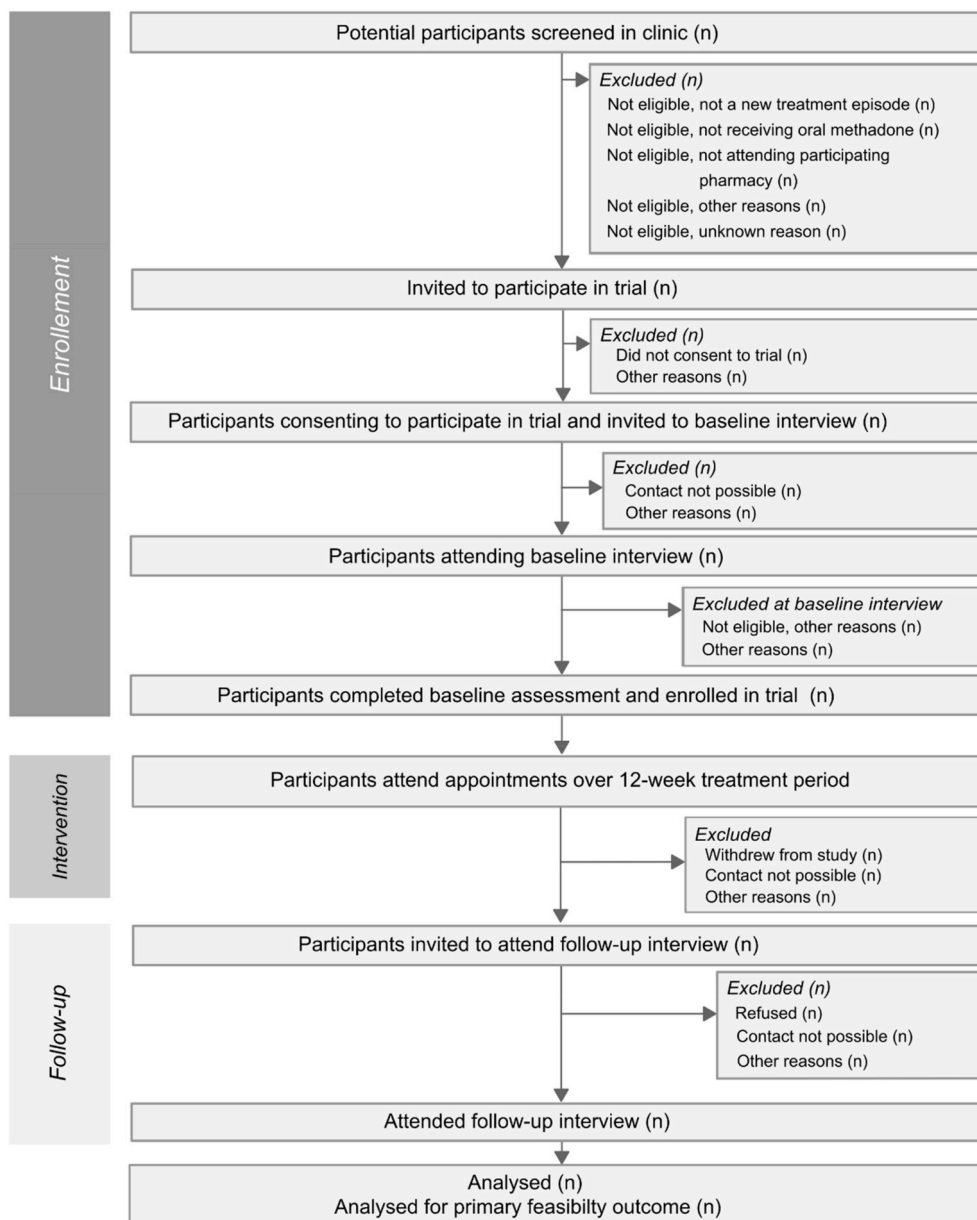 Enrollement
Potential participants screened in clinic (n)
Excluded (n)
Not eligible, not a new treatment episode (n)
Not eligible, not receiving oral methadone (n)
Not eligible, not attending participating
pharmacy (n)
Not eligible, other reasons (n)
Not eligible, unknown reason (n)
Invited to participate in trial (n)
Excluded (n)
Did not consent to trial (n)
Other reasons (n)
Participants consenting to participate in trial and invited to baseline interview (n)
Excluded (n)
Contact not possible (n)
Other reasons (n)
Participants attending baseline interview (n)
Excluded at baseline interview
Not eligible, other reasons (n)
Other reasons (n)
Participants completed baseline assessment and enrolled in trial (n)
Intervention
Participants attend appointments over 12-week treatment period
Excluded
Withdrew from study (n)
Contact not possible (n)
Other reasons (n)
Follow-up
Participants invited to attend follow-up interview (n)
Excluded (n)
Refused (n)
Contact not possible (n)
Other reasons (n)
Attended follow-up interview (n)
Analysed (n)
Analysed for primary feasibilty outcome (n)